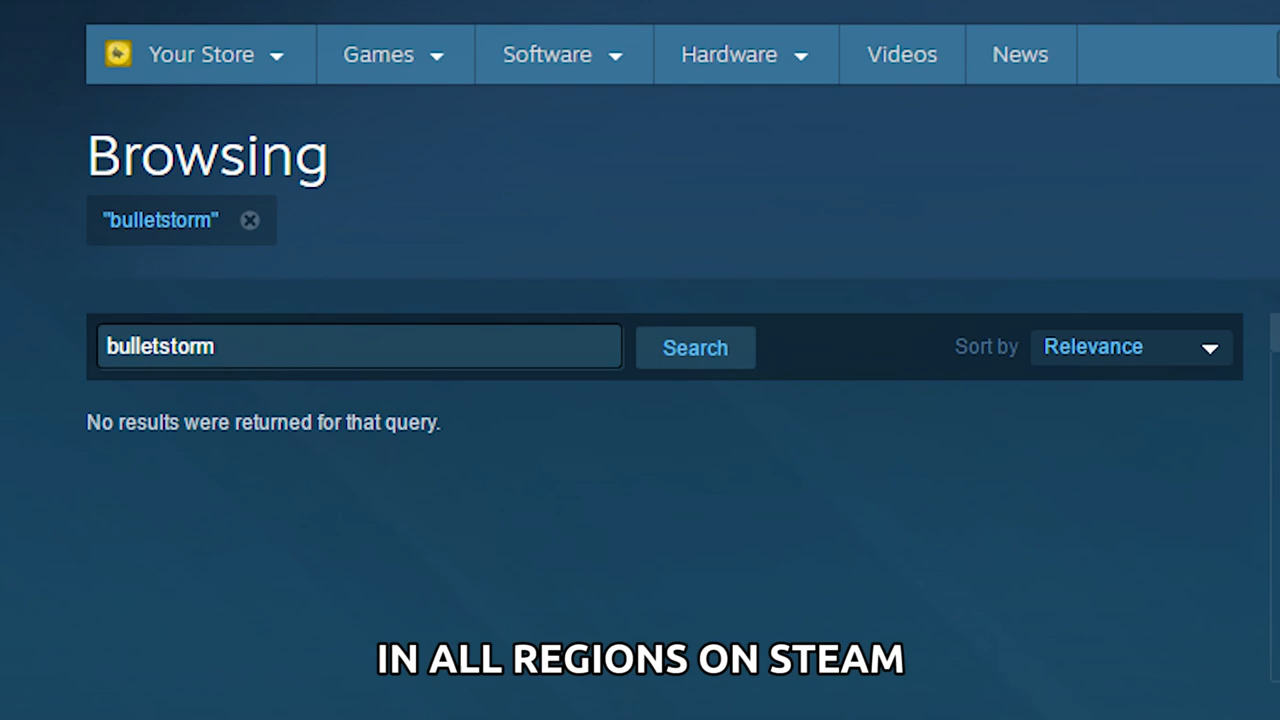 Your Store
Games
Software
Hardware
Videos
News
Browsing
"bulletstorm"
bulletstorm
Search
Sort by
Relevance
No results were returned for that query.
IN ALL REGIONS ON STEAM